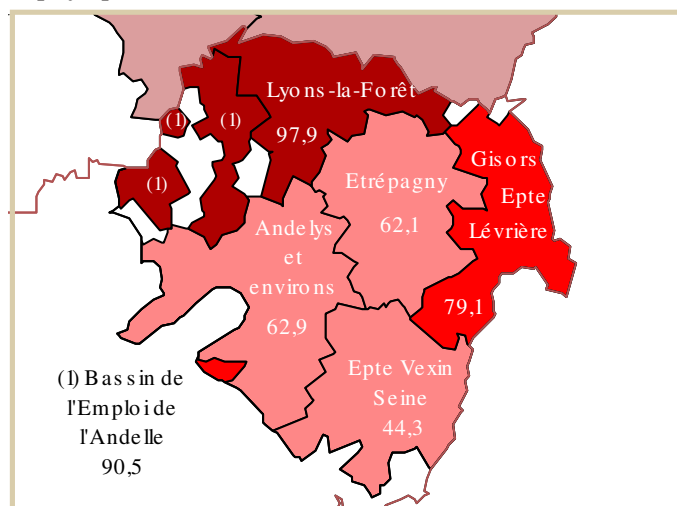 Lyons-la-Forêt
97,9
(1)
(1)
(1)
Gisors
Epte
Lévrière
79,1
Etrépagny
62,1
Andelys
et
environs
62,9
Epte Vexin
Seine
44,3
(1) Bassin de
l'Emploi de
l'Andelle
90,5